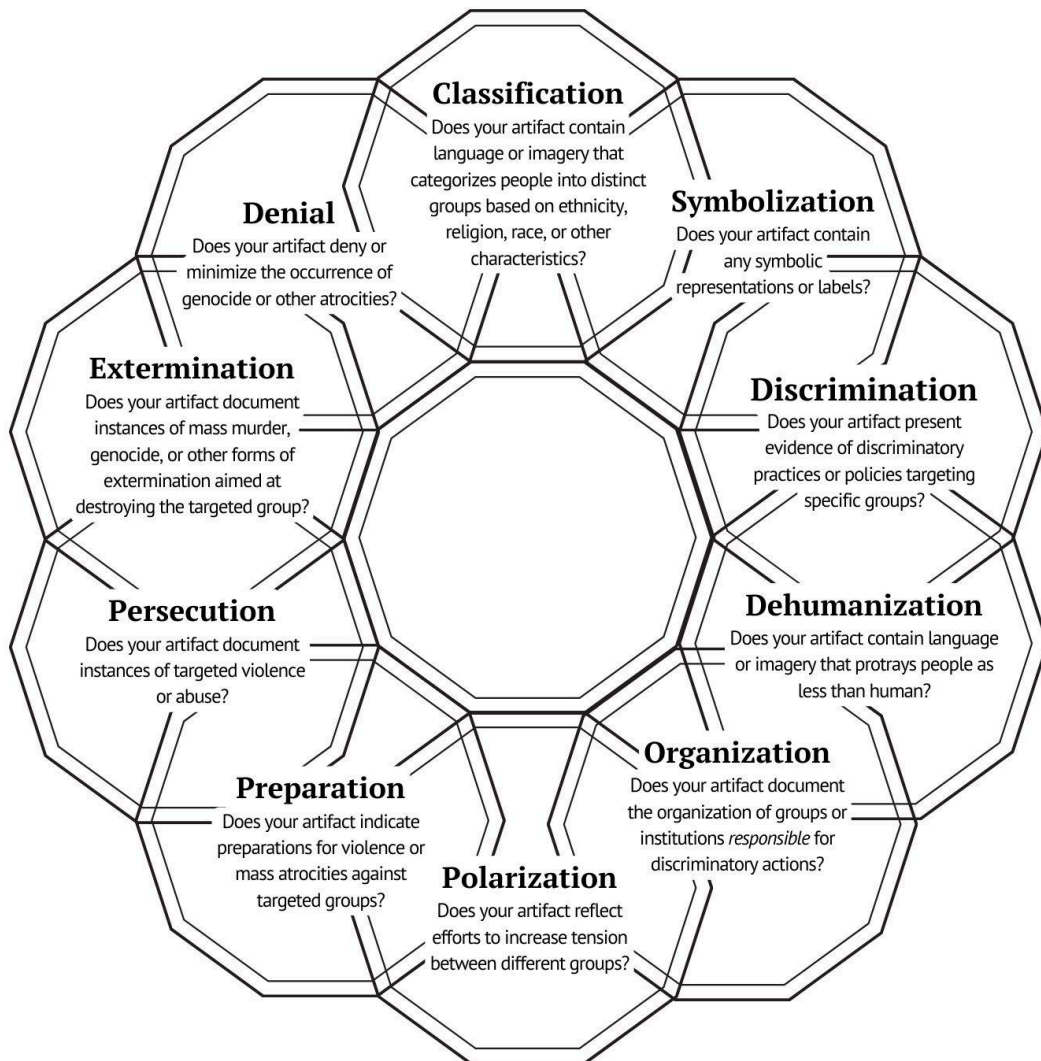 Classification
Does your artifact contain
language or imagery that
categorizes people into distinct
groups based on ethnicity,
religion, race, or other
characteristics?
Symbolization
Does your artifact contain
any symbolic
representations or labels?
Discrimination
Does your artifact present
evidence of discriminatory
practices or policies targeting
specific groups?
Dehumanization
Does your artifact contain language
or imagery that protrays people as
less than human?
Organization
Does your artifact document
the organization of groups or
institutions responsible for
discriminatory actions?
Polarization
Does your artifact reflect
efforts to increase tension
between different groups?
Preparation
Does your artifact indicate
preparations for violence or
mass atrocities against
targeted groups?
Persecution
Does your artifact document
instances of targeted violence
or abuse?
Extermination
Does your artifact document
instances of mass murder,
genocide, or other forms of
extermination aimed at
destroying the targeted group?
Denial
Does your artifact deny or
minimize the occurrence of
genocide or other atrocities?